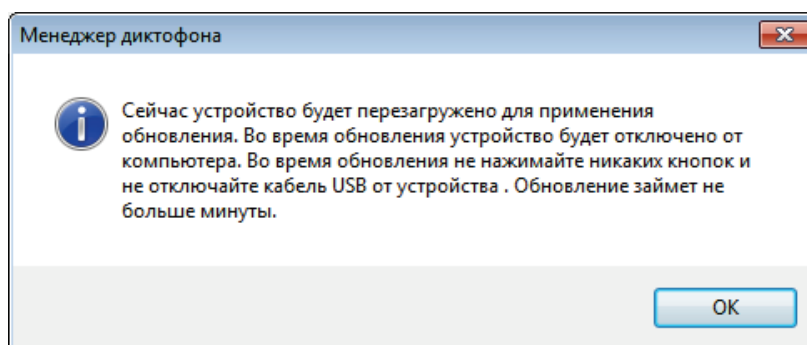 Менеджер диктофона
Сейчас устройство будет перезагружено для применения
обновления. Во время обновления устройство будет отключено от
компьютера. Во время обновления не нажимайте никаких кнопок и
не отключайте кабель USB от устройства . Обновление займет не
больше минуты.
OK